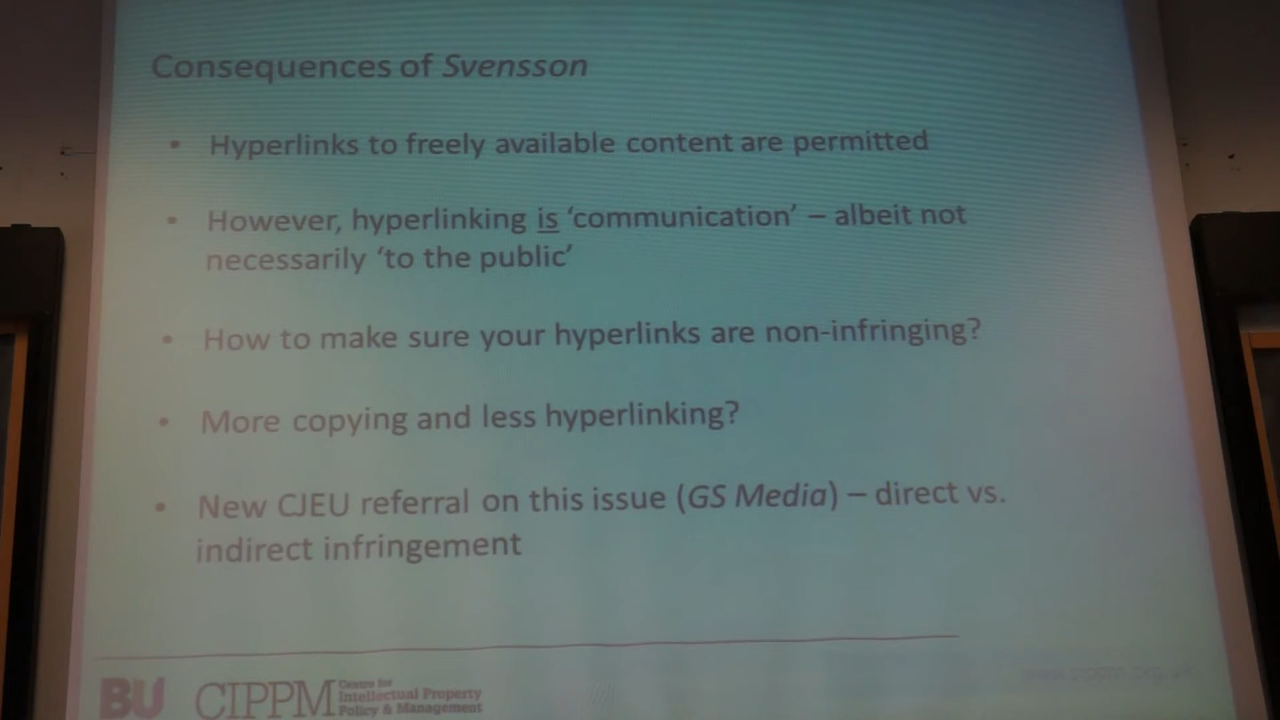 Consequences of Svensson
• Hyperlinks to freely available content are permitted
• However, hyperlinking is ‘communication’ – albeit not
necessarily ‘to the public’
• How to make sure your hyperlinks are non-infringing?
• More copying and less hyperlinking?
• New CJEU referral on this issue (GS Media) – direct vs.
indirect infringement
BU CIPPM Centre for
Intellectual Property
Policy & Management